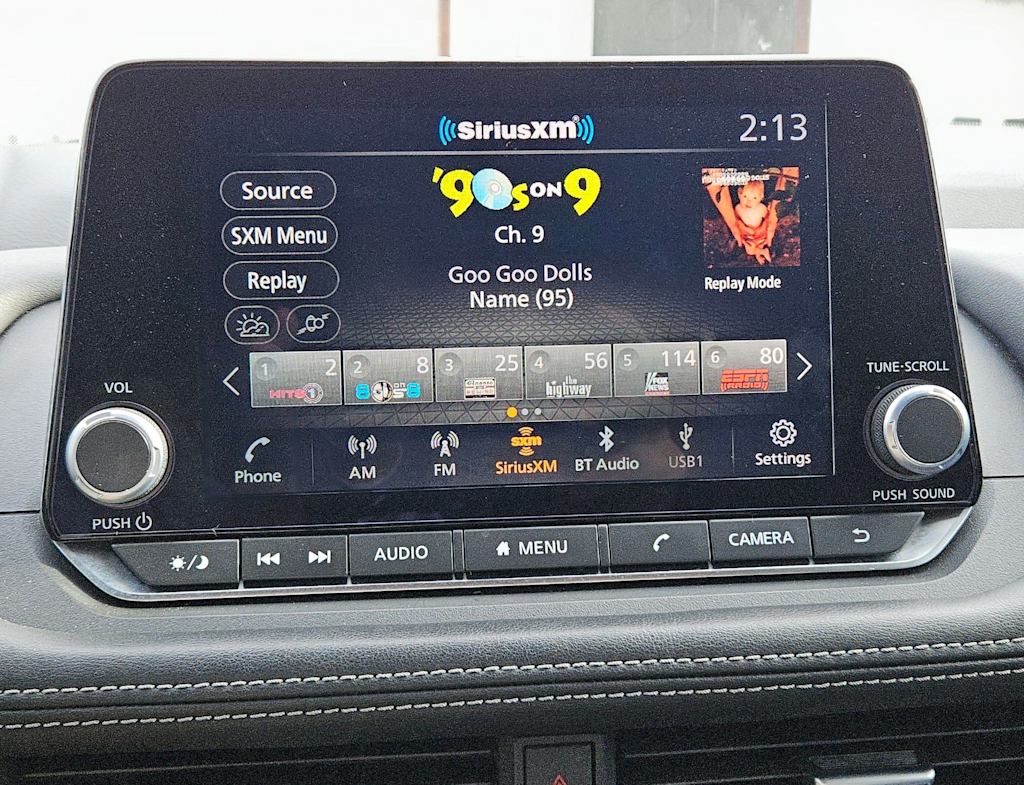 SiriusXM®
2:13
Source
'90s ON 9
SXM Menu
Ch. 9
Replay
Goo Goo Dolls
Name (95)
Replay Mode
1 2
HITS 1
2 8
80s on 8
3 25
4 56
the highway
5 114
FOX NEWS
6 80
ESPN RADIO
VOL
TUNE·SCROLL
Phone
AM
FM
sxm
SiriusXM
BT Audio
USB1
Settings
PUSH
PUSH SOUND
AUDIO
MENU
CAMERA